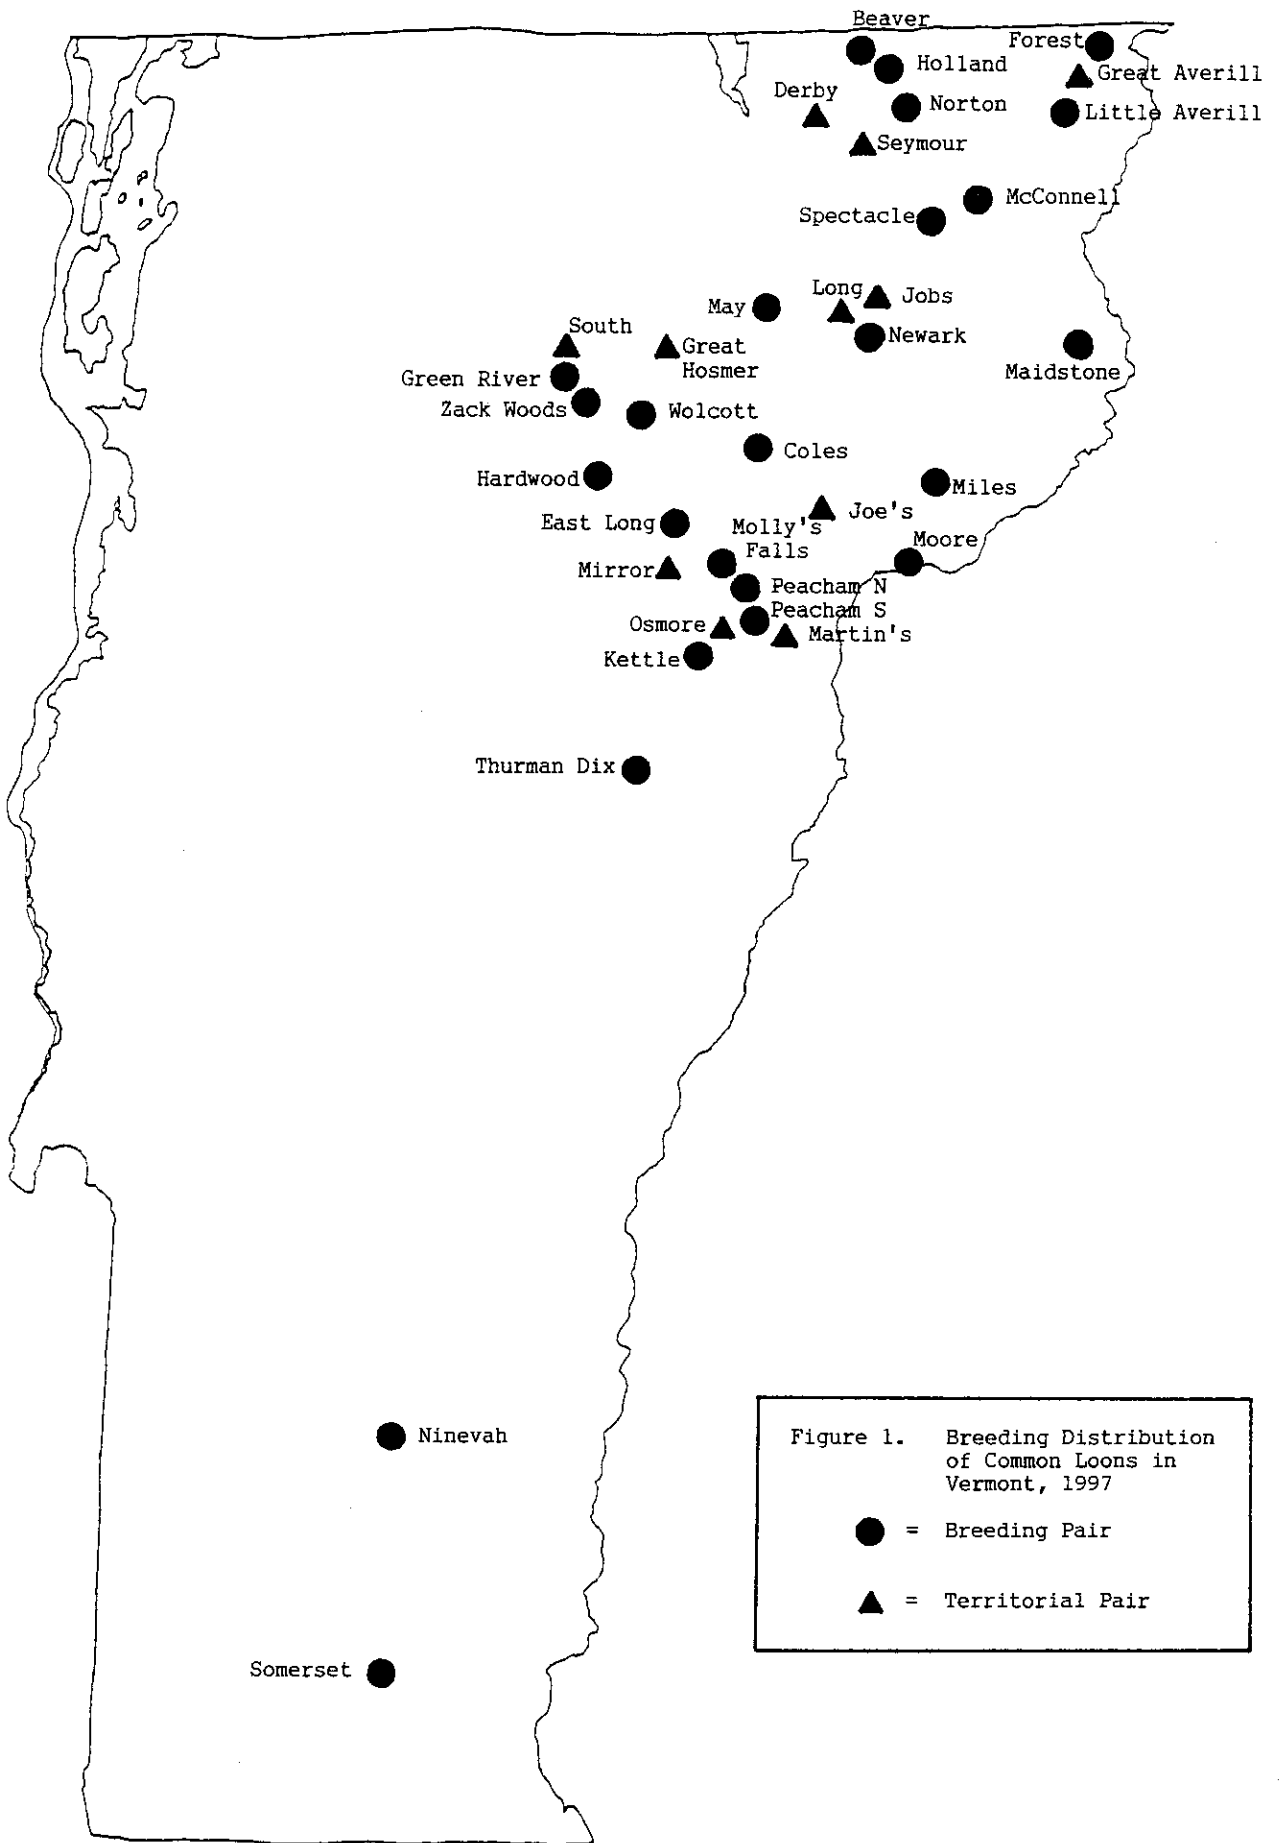 Beaver
Forest
Holland
Great Averill
Derby
Norton
Little Averill
Seymour
McConnell
Spectacle
Long
Jobs
May
South
Newark
Great
Hosmer
Maidstone
Green River
Zack Woods
Wolcott
Coles
Hardwood
Miles
Joe's
East Long
Molly's
Falls
Moore
Mirror
Peacham N
Peacham S
Osmore
Martin's
Kettle
Thurman Dix
Ninevah
Somerset
Figure 1. Breeding Distribution
of Common Loons in
Vermont, 1997
= Breeding Pair
= Territorial Pair